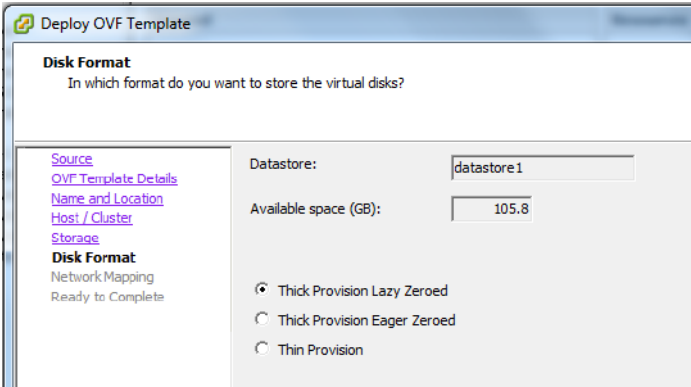 Deploy OVF Template
Disk Format
In which format do you want to store the virtual disks?
Source
OVF Template Details
Name and Location
Host / Cluster
Storage
Disk Format
Network Mapping
Ready to Complete
Datastore: datastore1
Available space (GB): 105.8
Thick Provision Lazy Zeroed
Thick Provision Eager Zeroed
Thin Provision